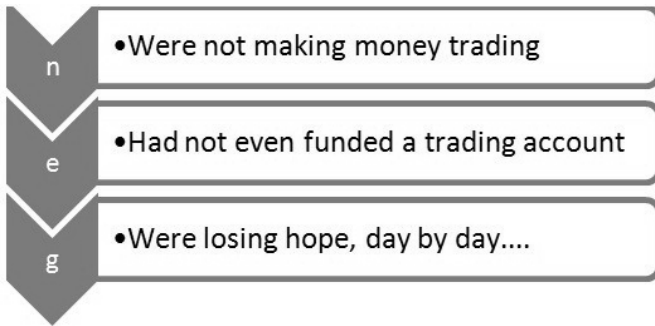 n
•Were not making money trading
e
•Had not even funded a trading account
g
•Were losing hope, day by day....